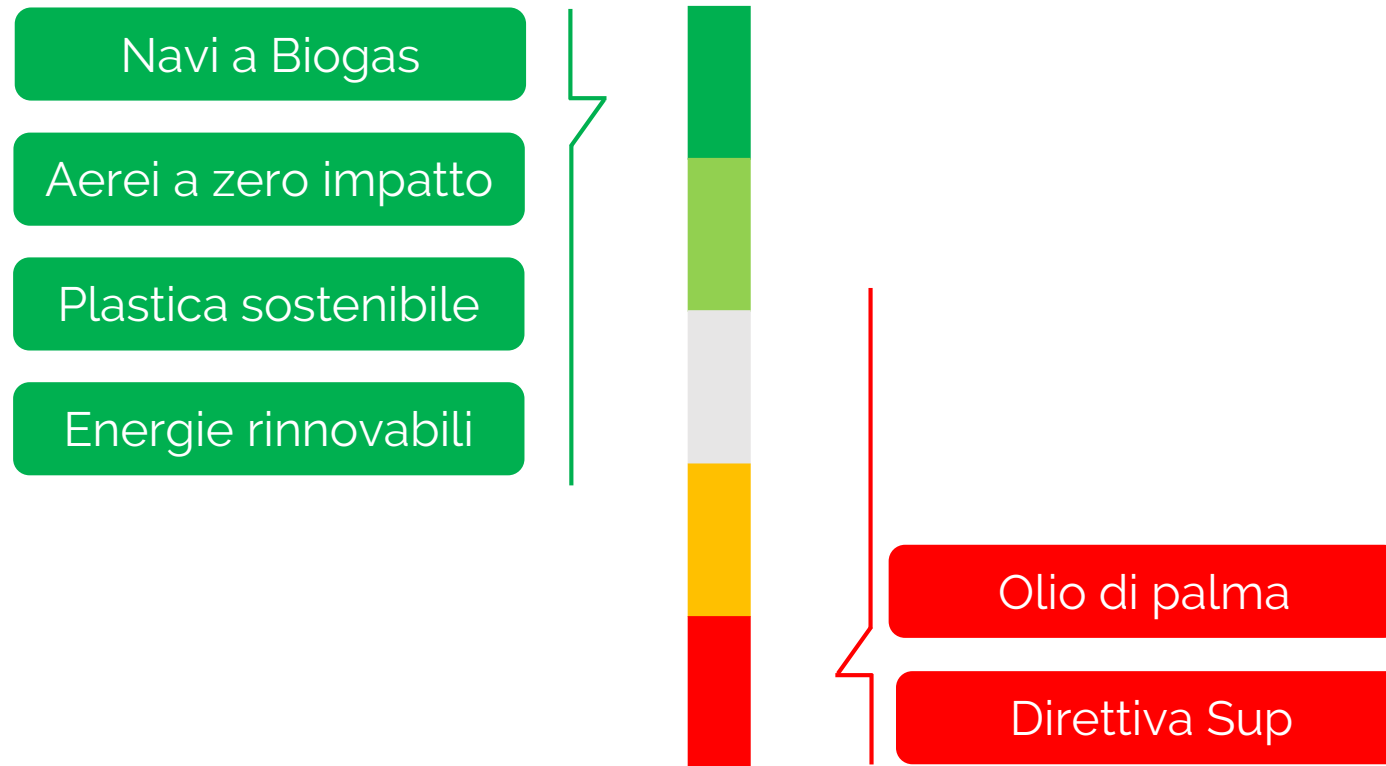 Navi a Biogas
Aerei a zero impatto
Plastica sostenibile
Energie rinnovabili
Olio di palma
Direttiva Sup